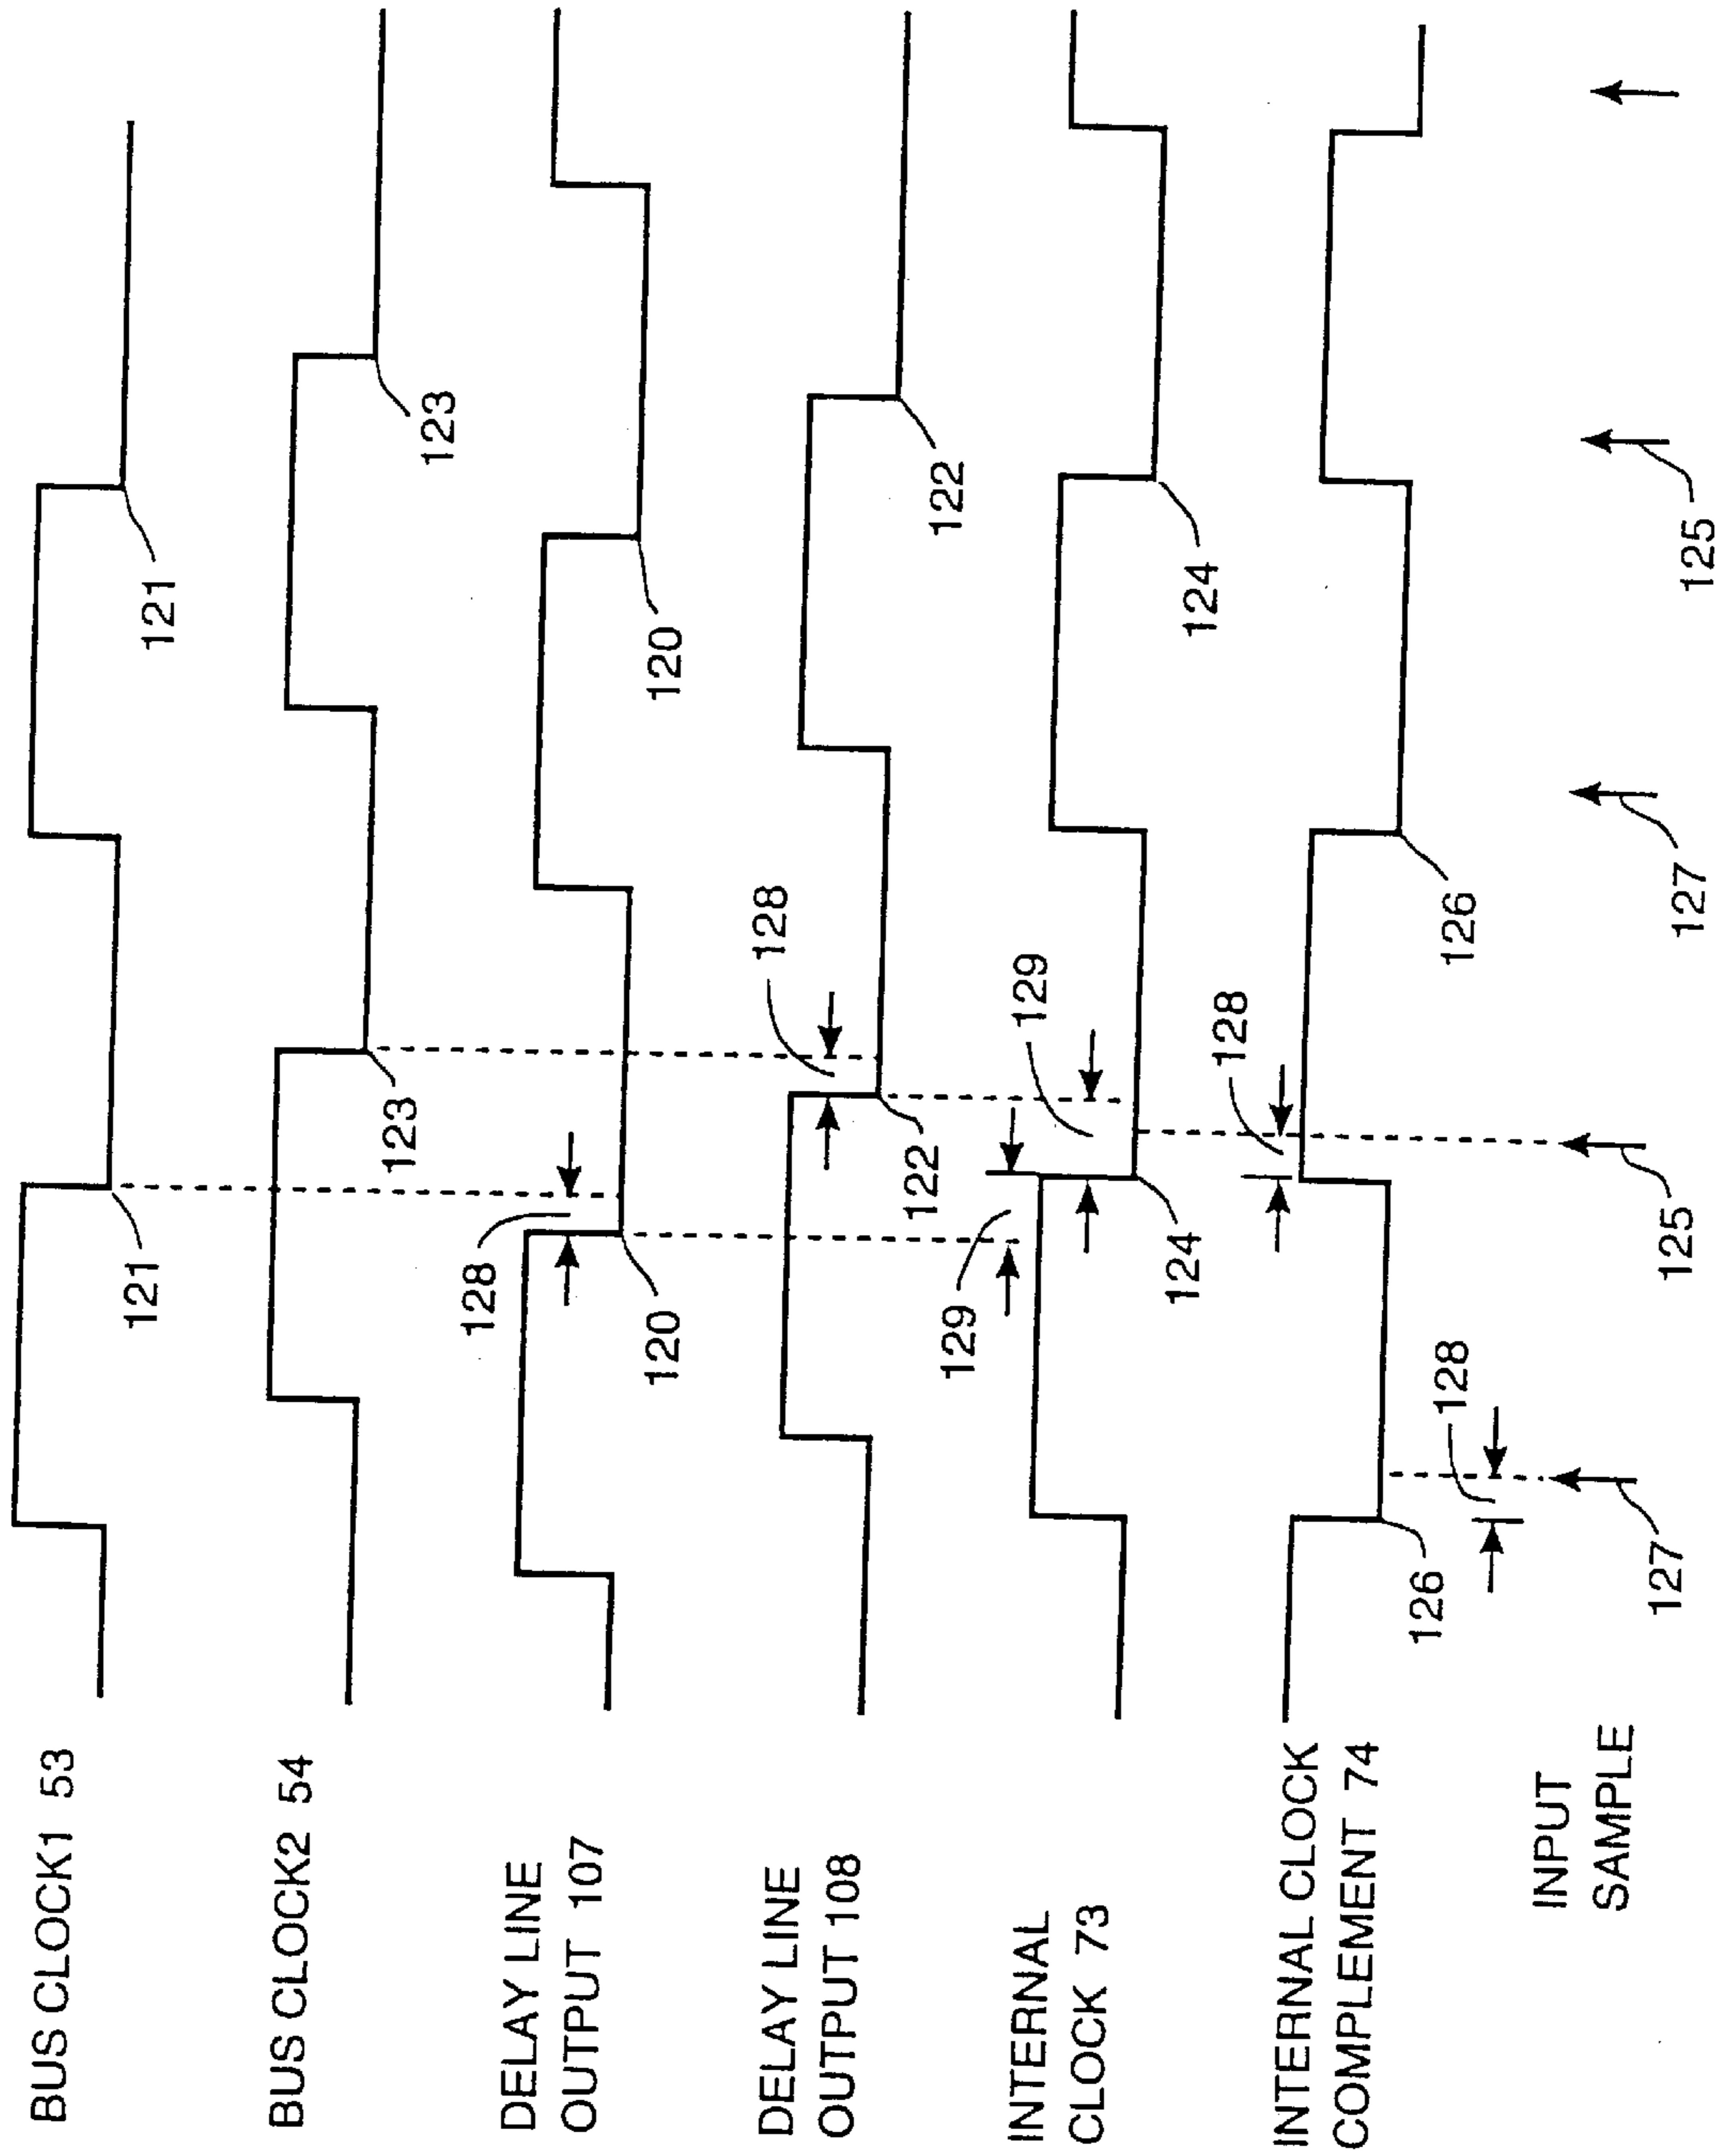 BUS CLOCK1 53
121
121
BUS CLOCK2 54
123
123
DELAY LINE
OUTPUT 107
128
120
120
DELAY LINE
OUTPUT 108
128
122
122
INTERNAL
CLOCK 73
129
129
124
124
INTERNAL CLOCK
COMPLEMENT 74
128
126
126
128
INPUT
SAMPLE
127
125
127
125